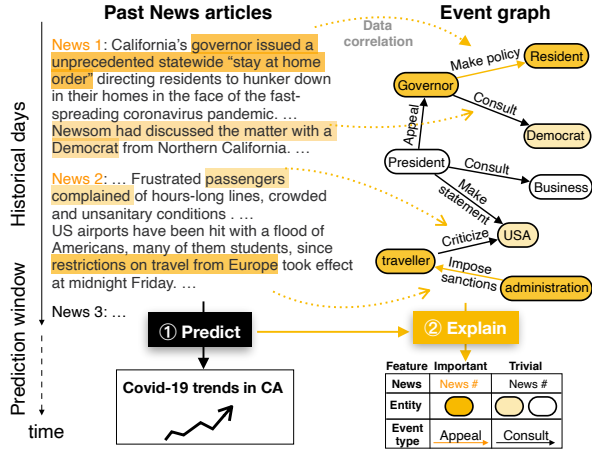 Past News articles
Event graph
Historical days
Prediction window
time
News 1: California's governor issued a
unprecedented statewide "stay at home
order" directing residents to hunker down
in their homes in the face of the fast-
spreading coronavirus pandemic. ...
Newsom had discussed the matter with a
Democrat from Northern California. ...
News 2: ... Frustrated passengers
complained of hours-long lines, crowded
and unsanitary conditions . ...
US airports have been hit with a flood of
Americans, many of them students, since
restrictions on travel from Europe took effect
at midnight Friday. ...
News 3: ...
Data
correlation
Resident
Make policy
Governor
Consult
Appeal
Democrat
President
Consult
Business
Make
statement
USA
Criticize
traveller
Impose
sanctions
administration
① Predict
② Explain
Covid-19 trends in CA
Feature Important Trivial
News News # News #
Entity
Event
type Appeal Consult